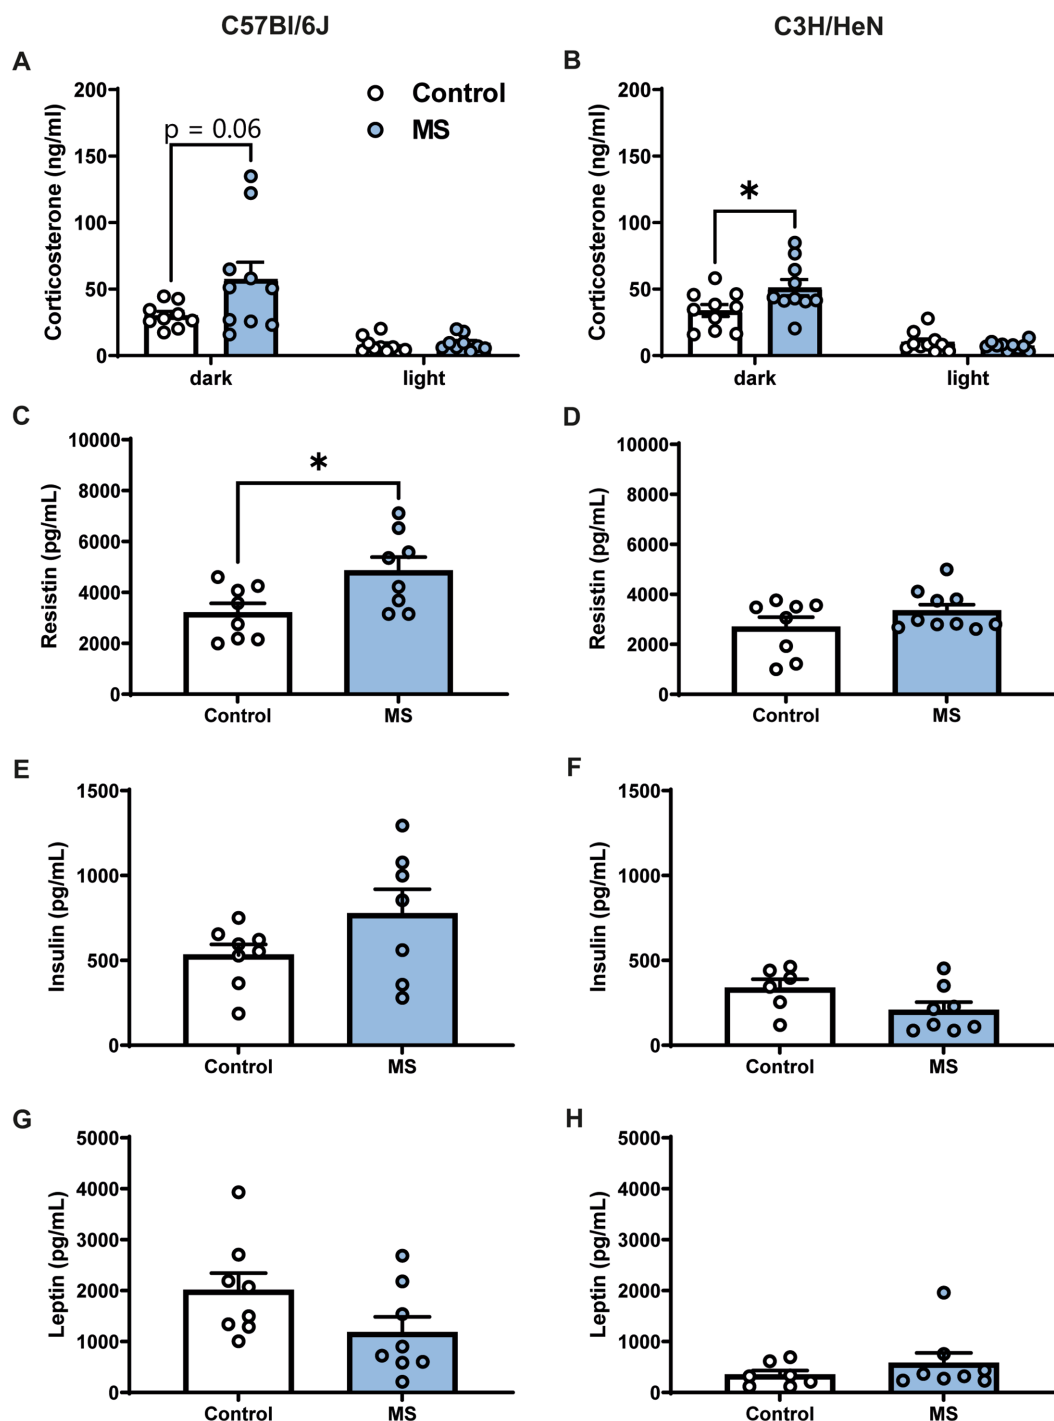 C57Bl/6J
C3H/HeN
A
Corticosterone (ng/ml)
200
150
100
50
0
p = 0.06
Control
MS
dark
light
B
Corticosterone (ng/ml)
200
150
100
50
0
*
dark
light
C
Resistin (pg/mL)
10000
8000
6000
4000
2000
0
*
Control
MS
D
Resistin (pg/mL)
10000
8000
6000
4000
2000
0
Control
MS
E
Insulin (pg/mL)
1500
1000
500
0
Control
MS
F
Insulin (pg/mL)
1500
1000
500
0
Control
MS
G
Leptin (pg/mL)
5000
4000
3000
2000
1000
0
Control
MS
H
Leptin (pg/mL)
5000
4000
3000
2000
1000
0
Control
MS